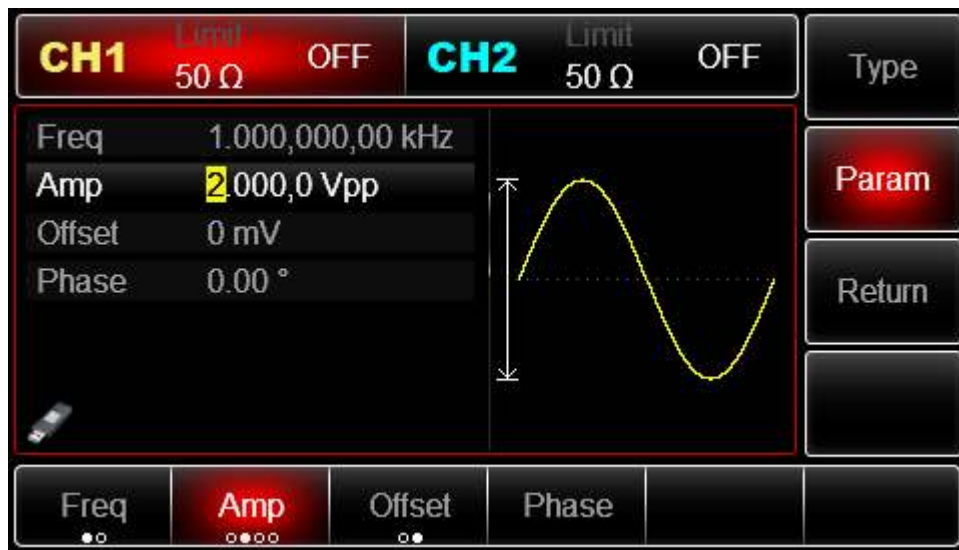 CH1 Limit 50 Ω OFF CH2 Limit 50 Ω OFF
Type
Freq 1.000,000,00 kHz
Amp 2.000,0 Vpp
Param
Offset 0 mV
Phase 0.00 °
Return
Freq Amp Offset Phase